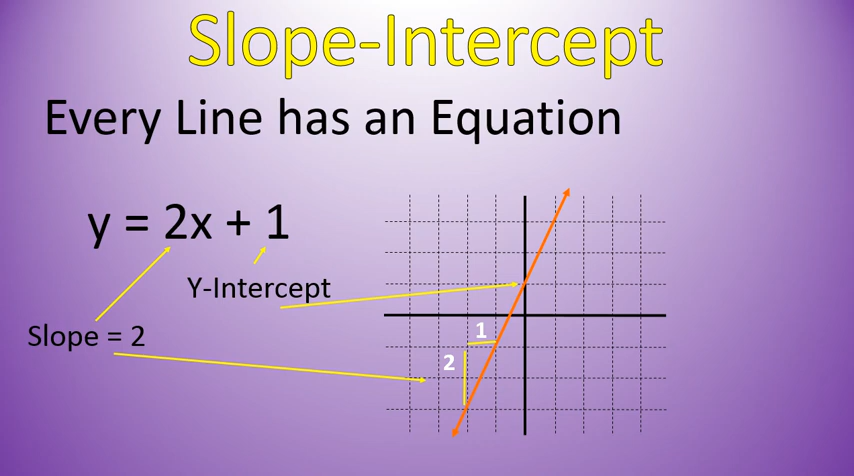 Slope-Intercept
Every Line has an Equation
y = 2x + 1
Y-Intercept
Slope = 2
1
2